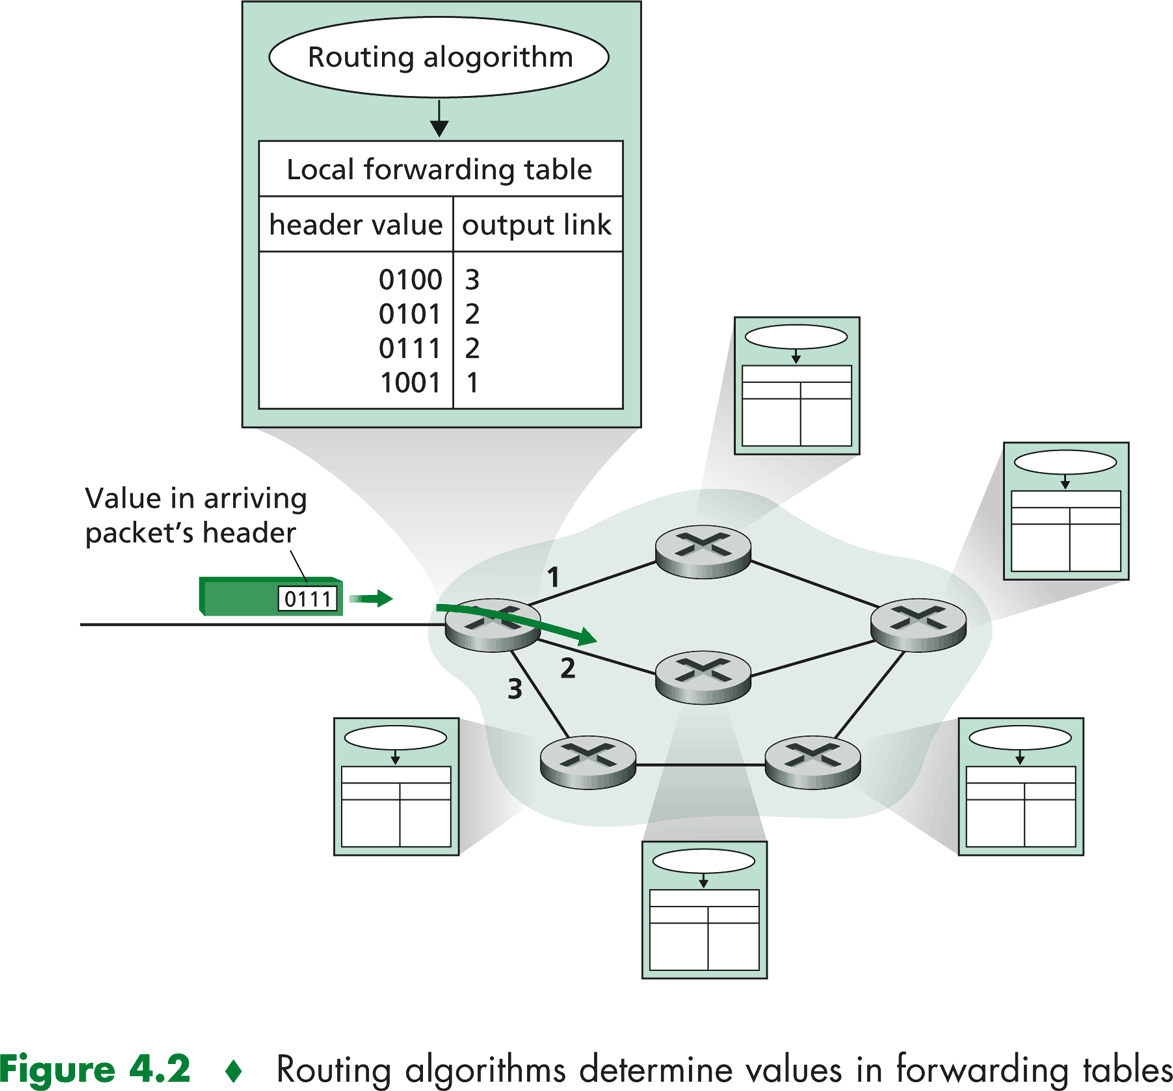 Routing alogorithm
Local forwarding table
header value output link
0100 3
0101 2
0111 2
1001 1
Value in arriving
packet's header
0111
1
2
3
Figure 4.2 ♦ Routing algorithms determine values in forwarding tables